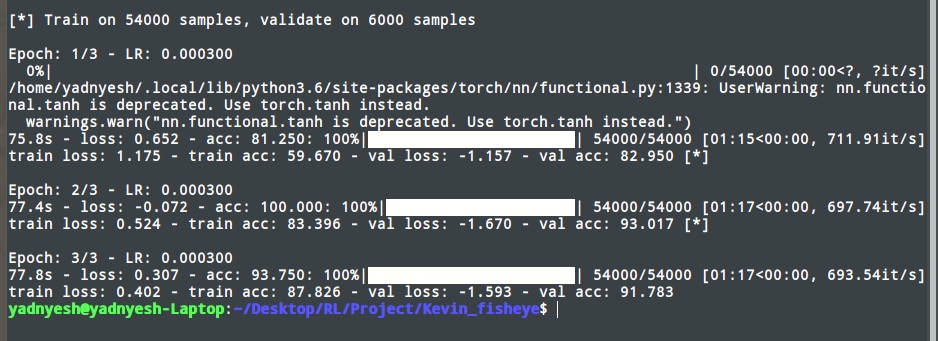 [*] Train on 54000 samples, validate on 6000 samples
Epoch: 1/3 - LR: 0.000300
0%| | 0/54000 [00:00<?, ?it/s]
/home/yadnyesh/.local/lib/python3.6/site-packages/torch/nn/functional.py:1339: UserWarning: nn.functio
nal.tanh is deprecated. Use torch.tanh instead.
warnings.warn("nn.functional.tanh is deprecated. Use torch.tanh instead.")
75.8s - loss: 0.652 - acc: 81.250: 100%| | 54000/54000 [01:15<00:00, 711.91it/s]
train loss: 1.175 - train acc: 59.670 - val loss: -1.157 - val acc: 82.950 [*]
Epoch: 2/3 - LR: 0.000300
77.4s - loss: -0.072 - acc: 100.000: 100%| | 54000/54000 [01:17<00:00, 697.74it/s]
train loss: 0.524 - train acc: 83.396 - val loss: -1.670 - val acc: 93.017 [*]
Epoch: 3/3 - LR: 0.000300
77.8s - loss: 0.307 - acc: 93.750: 100%| | 54000/54000 [01:17<00:00, 693.54it/s]
train loss: 0.402 - train acc: 87.826 - val loss: -1.593 - val acc: 91.783
yadnyesh@yadnyesh-Laptop:~/Desktop/RL/Project/Kevin_fisheye$